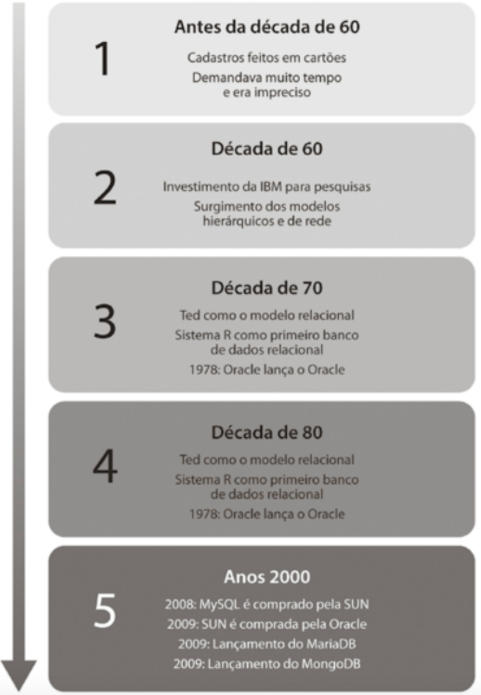 1
Antes da década de 60
Cadastros feitos em cartões
Demandava muito tempo
e era impreciso
2
Década de 60
Investimento da IBM para pesquisas
Surgimento dos modelos
hierárquicos e de rede
3
Década de 70
Ted como o modelo relacional
Sistema R como primeiro banco
de dados relacional
1978: Oracle lança o Oracle
4
Década de 80
Ted como o modelo relacional
Sistema R como primeiro banco
de dados relacional
1978: Oracle lança o Oracle
5
Anos 2000
2008: MySQL é comprado pela SUN
2009: SUN é comprada pela Oracle
2009: Lançamento do MariaDB
2009: Lançamento do MongoDB